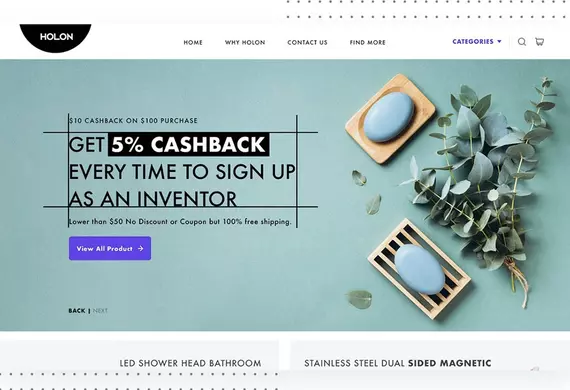 HOLON
HOME
WHY HOLON
CONTACT US
FIND MORE
CATEGORIES
$10 CASHBACK ON $100 PURCHASE
GET 5% CASHBACK
EVERY TIME TO SIGN UP
AS AN INVENTOR
Lower than $50 No Discount or Coupon but 100% free shipping.
View All Product
BACK | NEXT
LED SHOWER HEAD BATHROOM
STAINLESS STEEL DUAL SIDED MAGNETIC